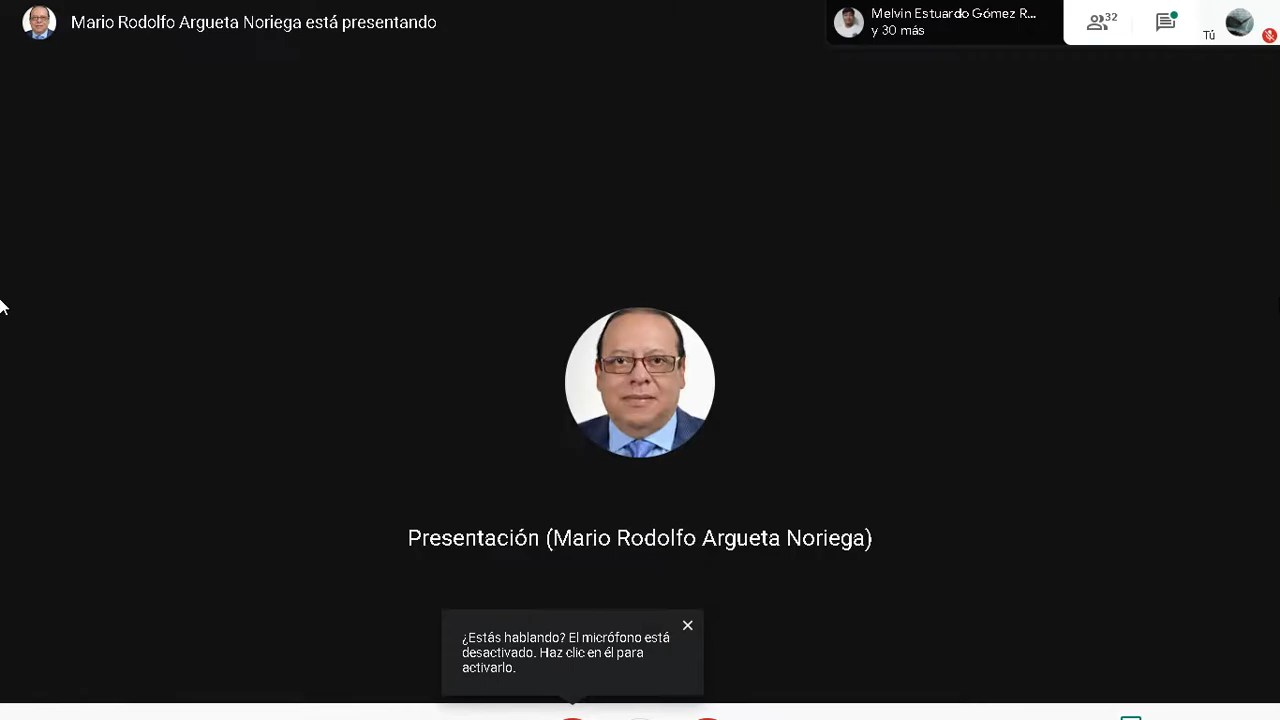 Mario Rodolfo Argueta Noriega está presentando
Melvin Estuardo Gómez R...
y 30 más
32
Tú
Presentación (Mario Rodolfo Argueta Noriega)
¿Estás hablando? El micrófono está
desactivado. Haz clic en él para
activarlo.